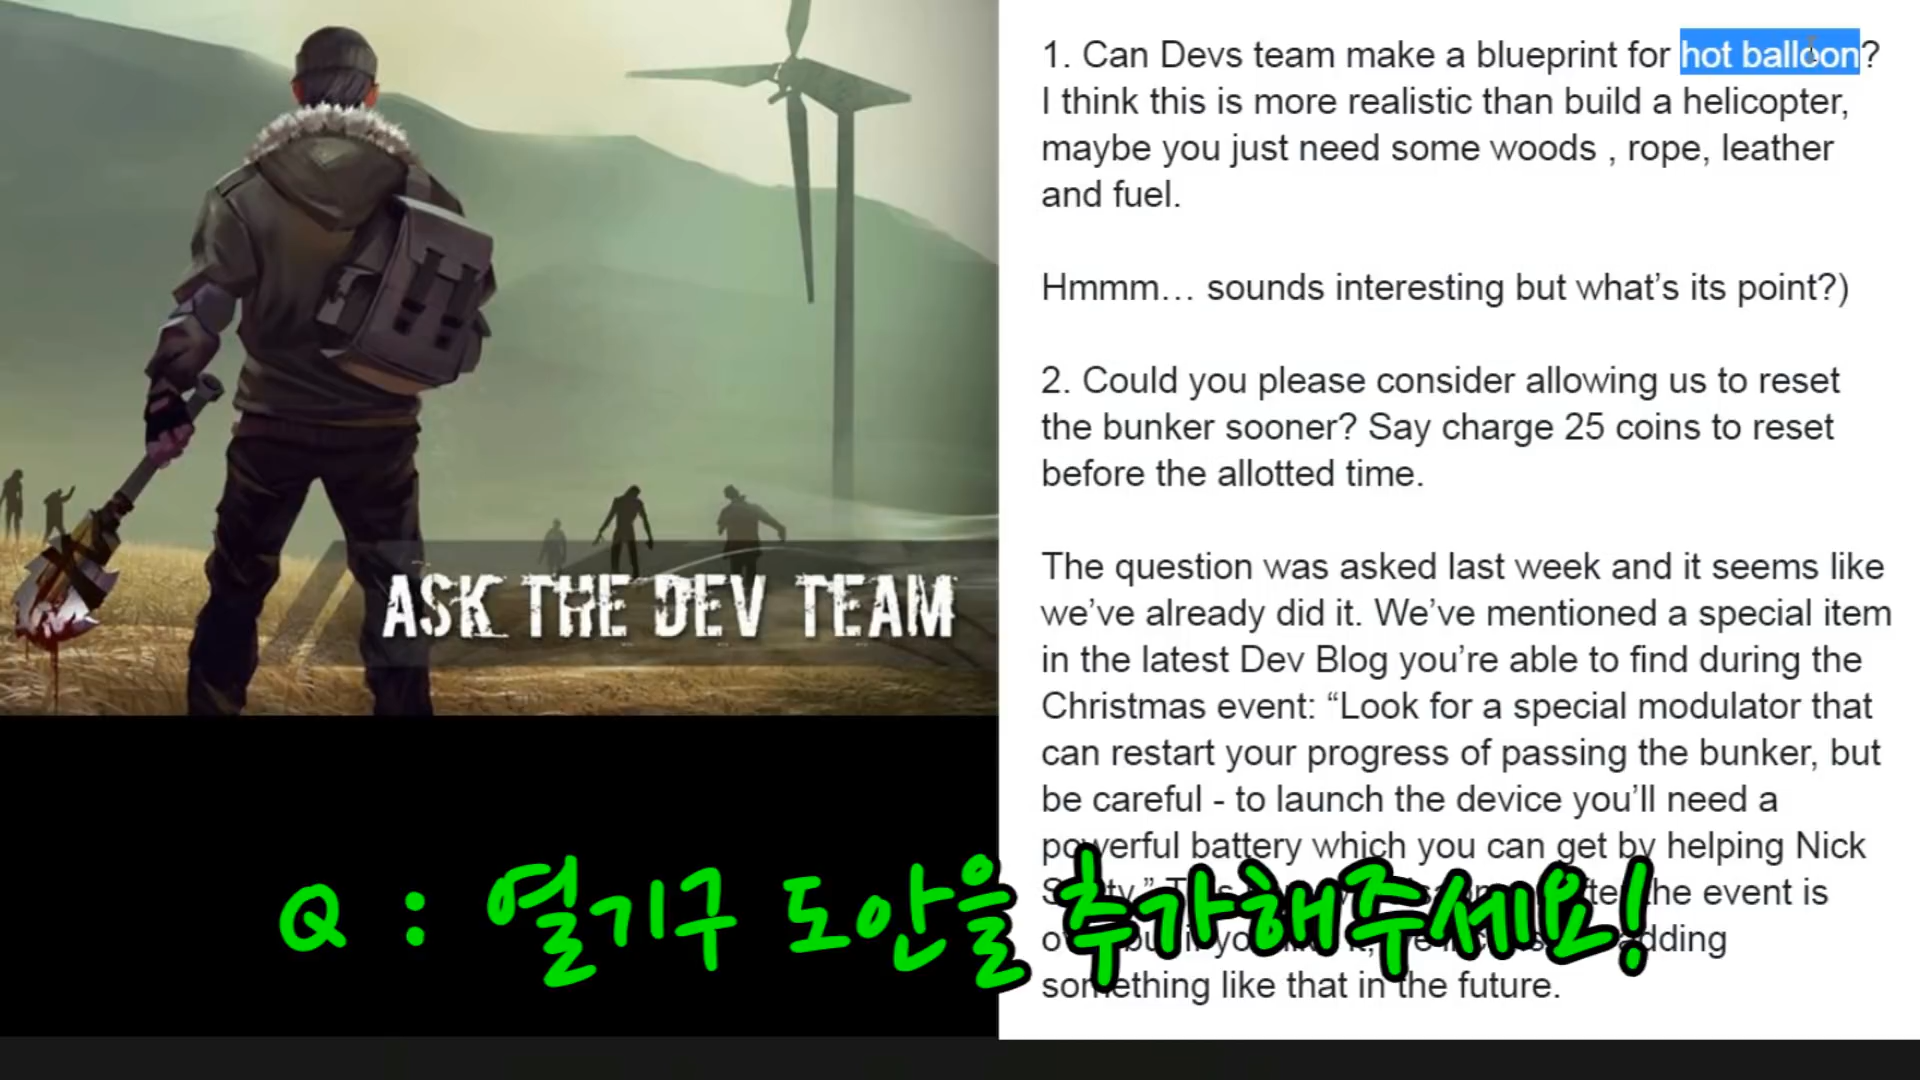 1. Can Devs team make a blueprint for hot balloon?
I think this is more realistic than build a helicopter,
maybe you just need some woods , rope, leather
and fuel.
Hmmm… sounds interesting but what’s its point?)
2. Could you please consider allowing us to reset
the bunker sooner? Say charge 25 coins to reset
before the allotted time.
The question was asked last week and it seems like
we’ve already did it. We’ve mentioned a special item
in the latest Dev Blog you’re able to find during the
Christmas event: “Look for a special modulator that
can restart your progress of passing the bunker, but
be careful - to launch the device you’ll need a
powerful battery which you can get by helping Nick
the event is
adding
something like that in the future.
ASK THE DEV TEAM
Q : 열기구 도안을 추가해주세요!